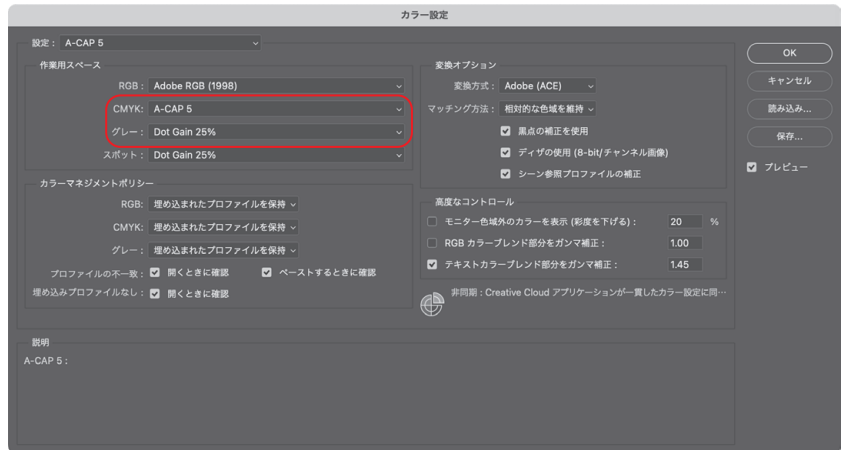 カラー設定
設定： A-CAP 5
作業用スペース
RGB： Adobe RGB (1998)
CMYK: A-CAP 5
グレー： Dot Gain 25%
スポット： Dot Gain 25%
カラーマネジメントポリシー
RGB: 埋め込まれたプロファイルを保持
CMYK: 埋め込まれたプロファイルを保持
グレー： 埋め込まれたプロファイルを保持
プロファイルの不一致： 開くときに確認 ペーストするときに確認
埋め込みプロファイルなし： 開くときに確認
変換オプション
変換方式： Adobe (ACE)
マッチング方法： 相対的な色域を維持
黒点の補正を使用
ディザの使用 (8-bit/チャンネル画像)
シーン参照プロファイルの補正
高度なコントロール
モニター色域外のカラーを表示 (彩度を下げる)： 20 %
RGB カラーブレンド部分をガンマ補正： 1.00
テキストカラーブレンド部分をガンマ補正： 1.45
非同期：Creative Cloud アプリケーションが一貫したカラー設定に同…
OK
キャンセル
読み込み...
保存...
プレビュー
説明
A-CAP 5：